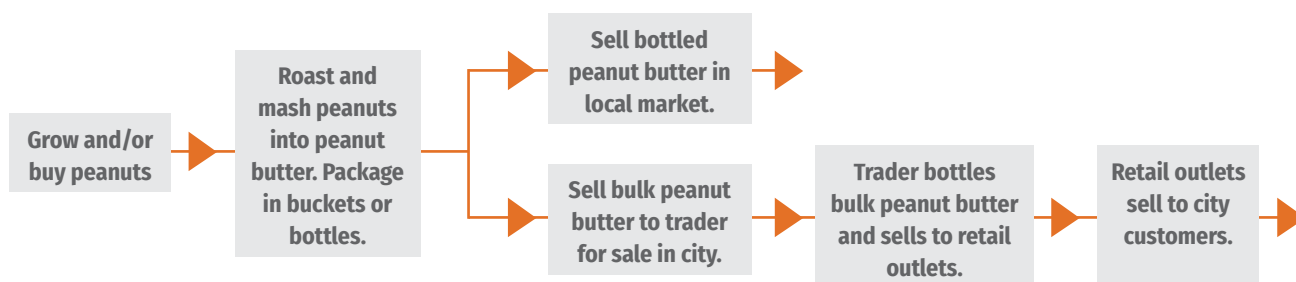 Grow and/or
buy peanuts
Roast and
mash peanuts
into peanut
butter. Package
in buckets or
bottles.
Sell bottled
peanut butter in
local market.
Sell bulk peanut
butter to trader
for sale in city.
Trader bottles
bulk peanut butter
and sells to retail
outlets.
Retail outlets
sell to city
customers.